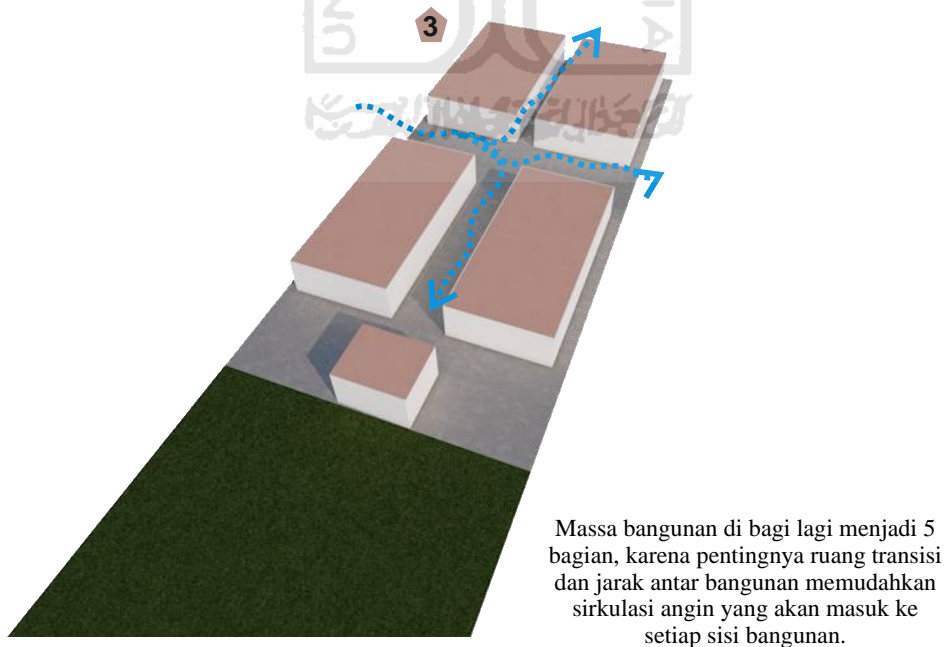 3
Massa bangunan di bagi lagi menjadi 5
bagian, karena pentingnya ruang transisi
dan jarak antar bangunan memudahkan
sirkulasi angin yang akan masuk ke
setiap sisi bangunan.